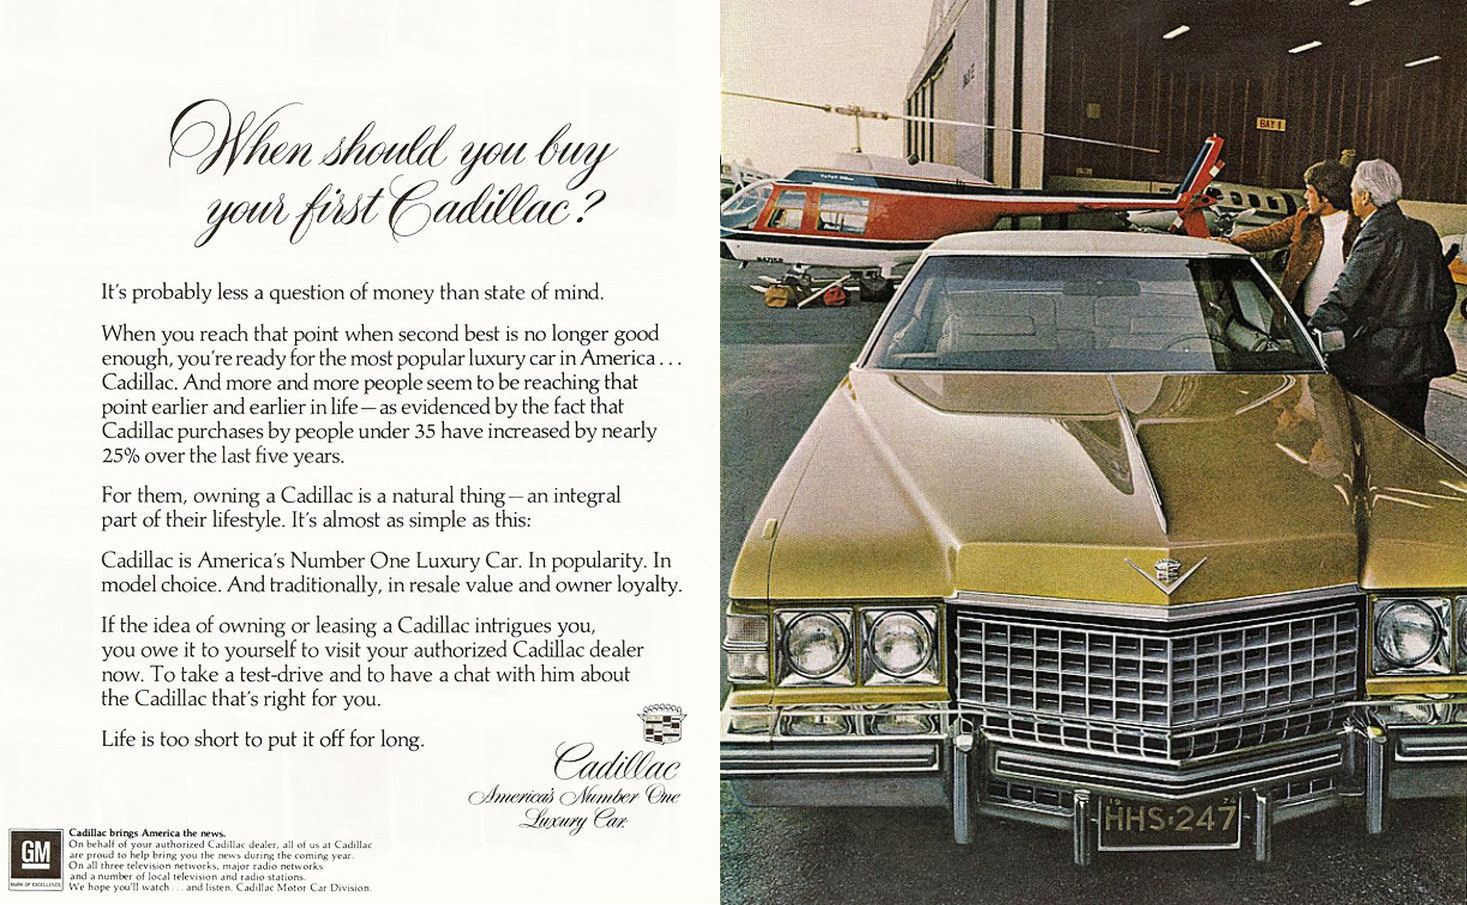 When should you buy
your first Cadillac?
It's probably less a question of money than state of mind.
When you reach that point when second best is no longer good
enough, you're ready for the most popular luxury car in America . . .
Cadillac. And more and more people seem to be reaching that
point earlier and earlier in life—as evidenced by the fact that
Cadillac purchases by people under 35 have increased by nearly
25% over the last five years.
For them, owning a Cadillac is a natural thing—an integral
part of their lifestyle. It's almost as simple as this:
Cadillac is America's Number One Luxury Car. In popularity. In
model choice. And traditionally, in resale value and owner loyalty.
If the idea of owning or leasing a Cadillac intrigues you,
you owe it to yourself to visit your authorized Cadillac dealer
now. To take a test-drive and to have a chat with him about
the Cadillac that's right for you.
Life is too short to put it off for long.
Cadillac
America's Number One
Luxury Car.
GM
MARK OF EXCELLENCE
Cadillac brings America the news.
On behalf of your authorized Cadillac dealer, all of us at Cadillac
are proud to help bring you the news during the coming year.
On all three television networks, major radio networks
and a number of local television and radio stations.
We hope you'll watch . . . and listen. Cadillac Motor Car Division.
BAY 1
19 74
HHS·247